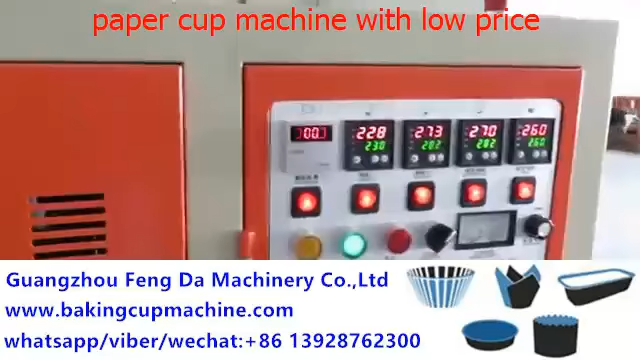 paper cup machine with low price
00.
228 273 270 260
230 282 282 260
Guangzhou Feng Da Machinery Co.,Ltd
www.bakingcupmachine.com
whatsapp/viber/wechat:+86 13928762300